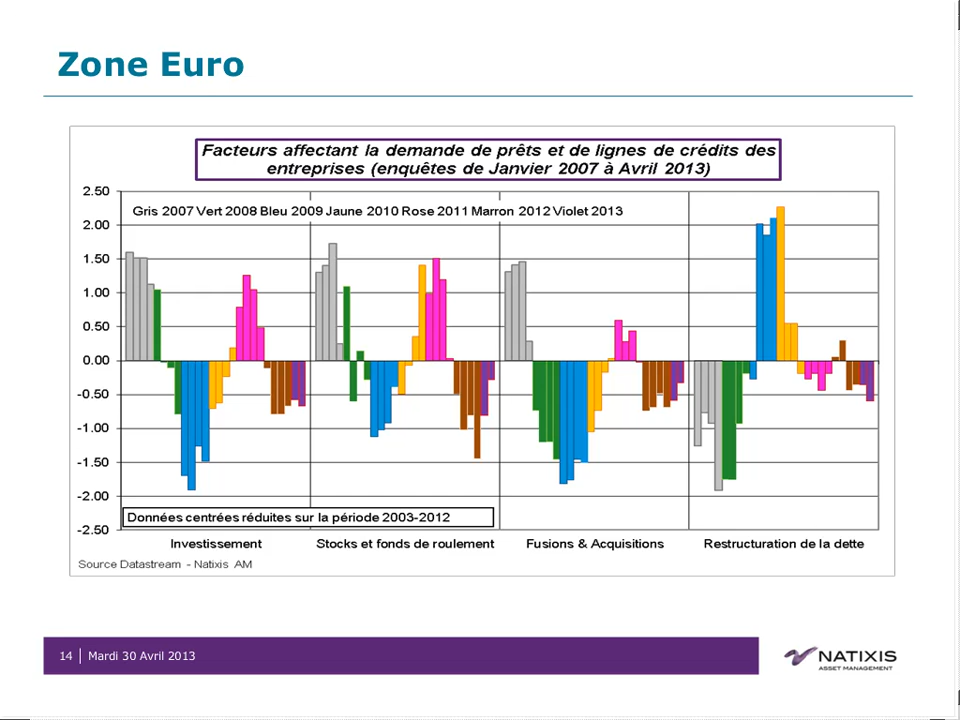 Zone Euro
Facteurs affectant la demande de prêts et de lignes de crédits des
entreprises (enquêtes de Janvier 2007 à Avril 2013)
2.50
Gris 2007 Vert 2008 Bleu 2009 Jaune 2010 Rose 2011 Marron 2012 Violet 2013
2.00
1.50
1.00
0.50
0.00
-0.50
-1.00
-1.50
-2.00
Données centrées réduites sur la période 2003-2012
-2.50
Investissement Stocks et fonds de roulement Fusions & Acquisitions Restructuration de la dette
Source Datastream - Natixis AM
14 Mardi 30 Avril 2013
NATIXIS
ASSET MANAGEMENT